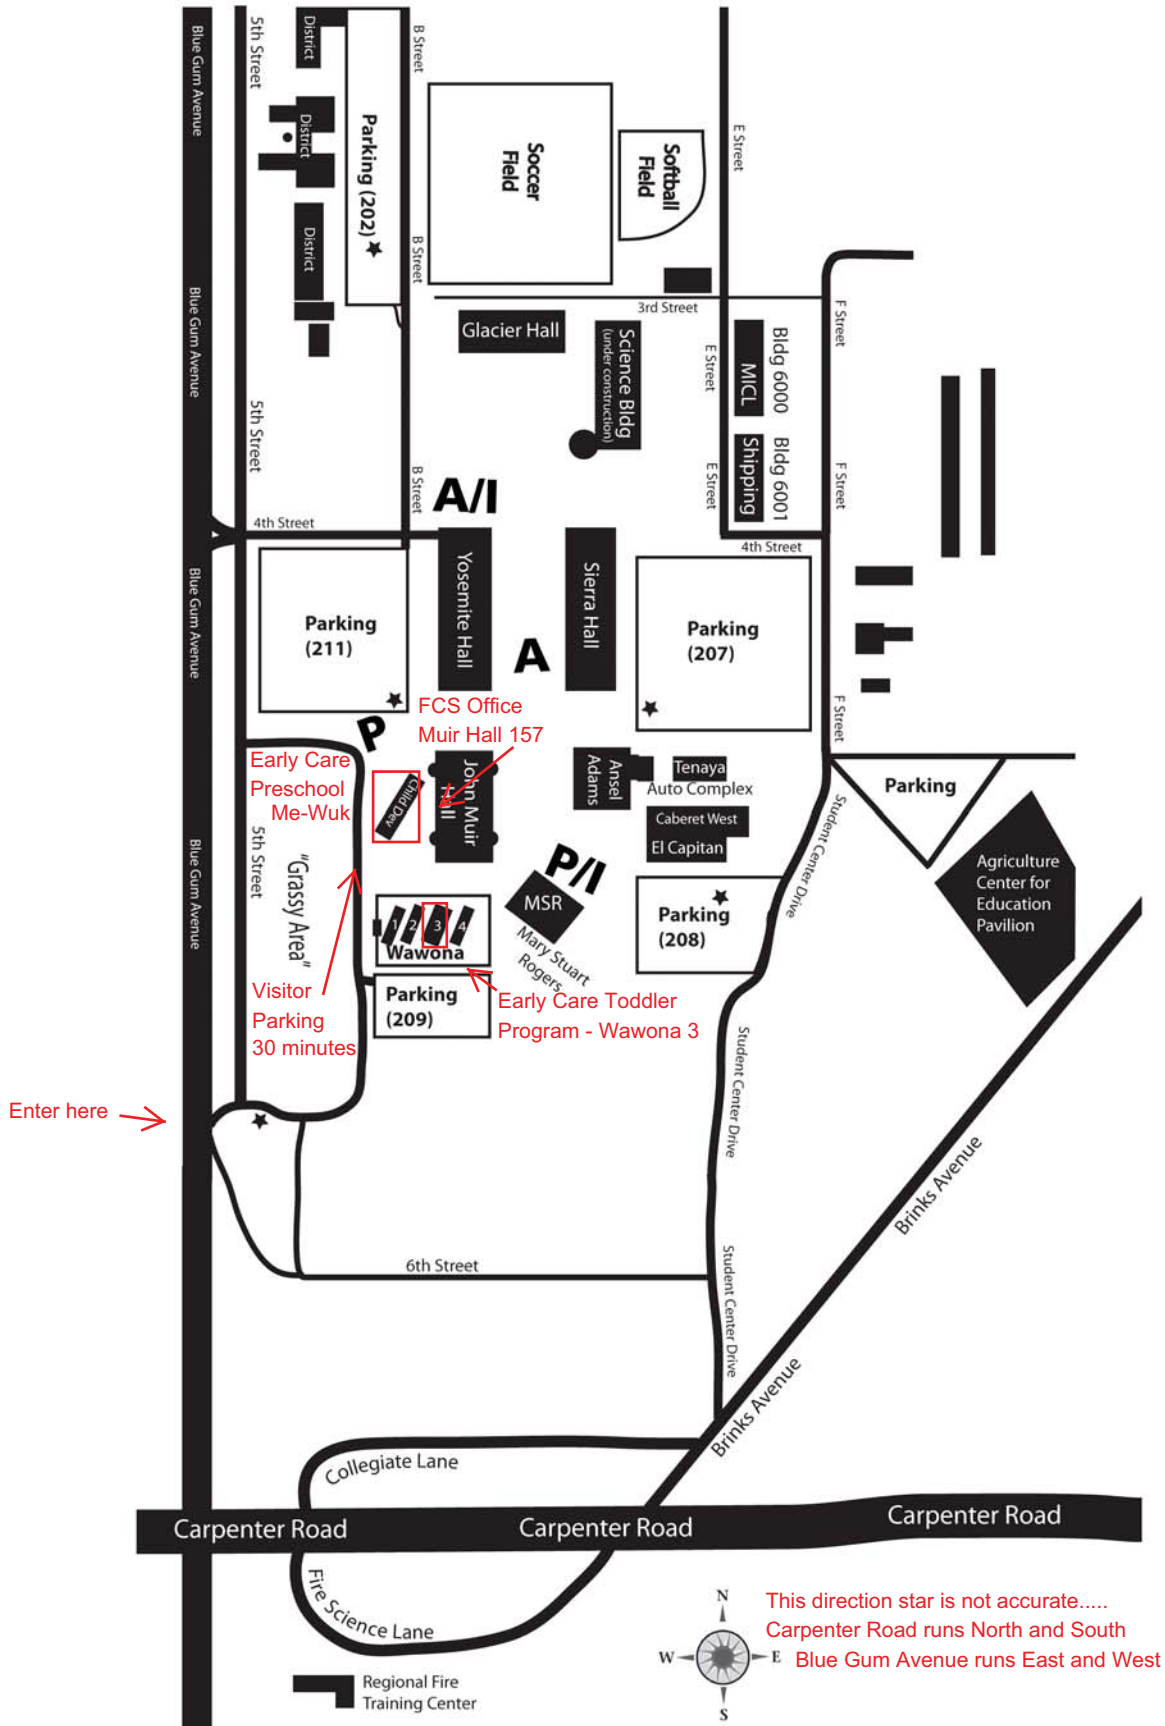 Blue Gum Avenue
5th Street
District
B Street
Parking (202)
District
Soccer
Field
Softball
Field
E Street
District
B Street
Blue Gum Avenue
3rd Street
Glacier Hall
Science Bldg
(under construction)
E Street
MICL
Bldg 6000
F Street
5th Street
B Street
A/I
E Street
Shipping
Bldg 6001
F Street
4th Street
4th Street
Blue Gum Avenue
Parking
(211)
Yosemite Hall
Sierra Hall
A
Parking
(207)
F Street
P
FCS Office
Muir Hall 157
Early Care
Preschool
Me-Wuk
Child Dev
John Muir
Hall
Ansel
Adams
Tenaya
Auto Complex
Caberet West
El Capitan
Parking
Student Center Drive
Blue Gum Avenue
5th Street
"Grassy Area"
P/I
MSR
Mary Stuart
Rogers
1
2
3
4
Wawona
Parking
(208)
Agriculture
Center for
Education
Pavilion
Visitor
Parking
30 minutes
Parking
(209)
Early Care Toddler
Program - Wawona 3
Student Center Drive
Enter here
Brinks Avenue
6th Street
Student Center Drive
Brinks Avenue
Collegiate Lane
Carpenter Road
Carpenter Road
Carpenter Road
Fire Science Lane
N
W
E
S
This direction star is not accurate.....
Carpenter Road runs North and South
Blue Gum Avenue runs East and West
Regional Fire
Training Center